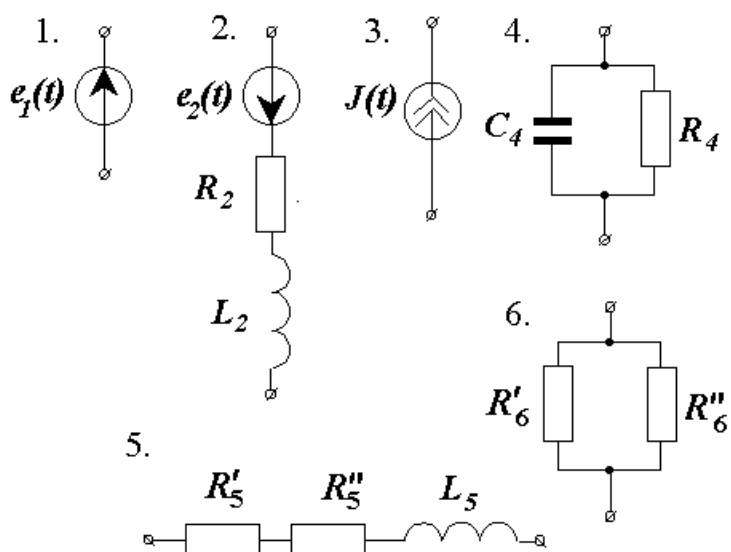 1.
e₁(t)
2.
e₂(t)
R₂
L₂
3.
J(t)
4.
C₄
R₄
5.
R'₅
R''₅
L₅
6.
R'₆
R''₆